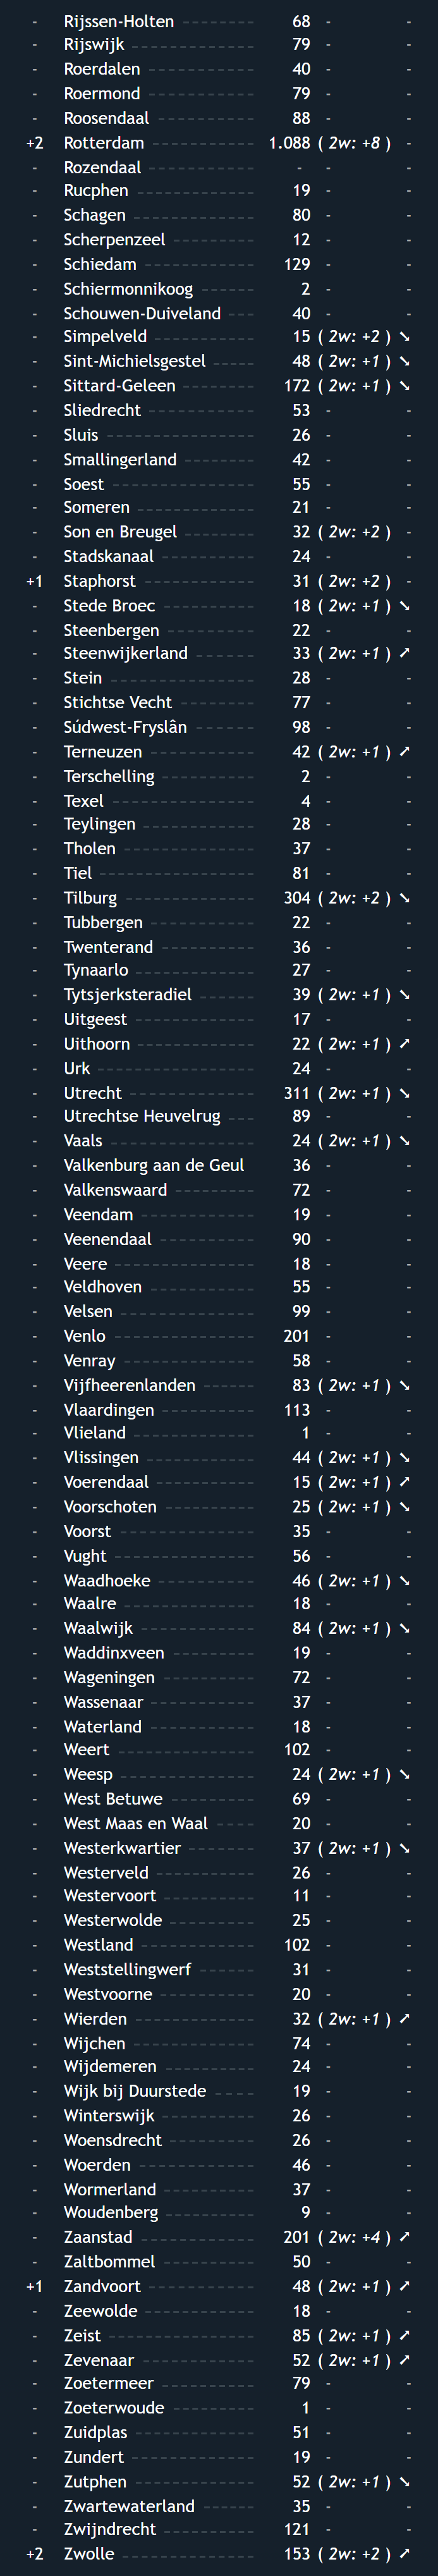 - Rijssen-Holten -------- 68 - -
- Rijswijk ------------- 79 - -
- Roerdalen ----------- 40 - -
- Roermond ----------- 79 - -
- Roosendaal ---------- 88 - -
+2 Rotterdam ----------- 1.088 ( 2w: +8 ) -
- Rozendaal ----------- - - -
- Rucphen ------------ 19 - -
- Schagen ------------- 80 - -
- Scherpenzeel -------- 12 - -
- Schiedam ----------- 129 - -
- Schiermonnikoog ------ 2 - -
- Schouwen-Duiveland --- 40 - -
- Simpelveld ---------- 15 ( 2w: +2 ) ➘
- Sint-Michielsgestel ----- 48 ( 2w: +1 ) ➘
- Sittard-Geleen -------- 172 ( 2w: +1 ) ➘
- Sliedrecht ----------- 53 - -
- Sluis ---------------- 26 - -
- Smallingerland -------- 42 - -
- Soest --------------- 55 - -
- Someren ------------ 21 - -
- Son en Breugel -------- 32 ( 2w: +2 ) -
- Stadskanaal ---------- 24 - -
+1 Staphorst ------------ 31 ( 2w: +2 ) -
- Stede Broec ---------- 18 ( 2w: +1 ) ➘
- Steenbergen ---------- 22 - -
- Steenwijkerland ------ 33 ( 2w: +1 ) ➚
- Stein --------------- 28 - -
- Stichtse Vecht -------- 77 - -
- Súdwest-Fryslân ------ 98 - -
- Terneuzen ----------- 42 ( 2w: +1 ) ➚
- Terschelling ---------- 2 - -
- Texel --------------- 4 - -
- Teylingen ------------ 28 - -
- Tholen -------------- 37 - -
- Tiel ---------------- 81 - -
- Tilburg -------------- 304 ( 2w: +2 ) ➘
- Tubbergen ----------- 22 - -
- Twenterand ---------- 36 - -
- Tynaarlo ------------ 27 - -
- Tytsjerksteradiel ------ 39 ( 2w: +1 ) ➘
- Uitgeest ------------- 17 - -
- Uithoorn ------------ 22 ( 2w: +1 ) ➚
- Urk ---------------- 24 - -
- Utrecht ------------- 311 ( 2w: +1 ) ➘
- Utrechtse Heuvelrug --- 89 - -
- Vaals --------------- 24 ( 2w: +1 ) ➘
- Valkenburg aan de Geul 36 - -
- Valkenswaard --------- 72 - -
- Veendam ------------ 19 - -
- Veenendaal ---------- 90 - -
- Veere --------------- 18 - -
- Veldhoven ----------- 55 - -
- Velsen -------------- 99 - -
- Venlo --------------- 201 - -
- Venray -------------- 58 - -
- Vijfheerenlanden ------ 83 ( 2w: +1 ) ➘
- Vlaardingen ---------- 113 - -
- Vlieland ------------- 1 - -
- Vlissingen ----------- 44 ( 2w: +1 ) ➘
- Voerendaal ---------- 15 ( 2w: +1 ) ➚
- Voorschoten --------- 25 ( 2w: +1 ) ➘
- Voorst -------------- 35 - -
- Vught --------------- 56 - -
- Waadhoeke ---------- 46 ( 2w: +1 ) ➘
- Waalre -------------- 18 - -
- Waalwijk ------------ 84 ( 2w: +1 ) ➘
- Waddinxveen --------- 19 - -
- Wageningen ---------- 72 - -
- Wassenaar ----------- 37 - -
- Waterland ----------- 18 - -
- Weert -------------- 102 - -
- Weesp -------------- 24 ( 2w: +1 ) ➘
- West Betuwe --------- 69 - -
- West Maas en Waal ---- 20 - -
- Westerkwartier ------- 37 ( 2w: +1 ) ➘
- Westerveld ---------- 26 - -
- Westervoort ---------- 11 - -
- Westerwolde --------- 25 - -
- Westland ------------ 102 - -
- Weststellingwerf ------ 31 - -
- Westvoorne ---------- 20 - -
- Wierden ------------ 32 ( 2w: +1 ) ➚
- Wijchen ------------- 74 - -
- Wijdemeren ---------- 24 - -
- Wijk bij Duurstede ---- 19 - -
- Winterswijk ---------- 26 - -
- Woensdrecht --------- 26 - -
- Woerden ------------ 46 - -
- Wormerland ---------- 37 - -
- Woudenberg --------- 9 - -
- Zaanstad ------------ 201 ( 2w: +4 ) ➚
- Zaltbommel ---------- 50 - -
+1 Zandvoort ----------- 48 ( 2w: +1 ) ➚
- Zeewolde ----------- 18 - -
- Zeist --------------- 85 ( 2w: +1 ) ➚
- Zevenaar ------------ 52 ( 2w: +1 ) ➚
- Zoetermeer ---------- 79 - -
- Zoeterwoude --------- 1 - -
- Zuidplas ------------ 51 - -
- Zundert ------------- 19 - -
- Zutphen ------------ 52 ( 2w: +1 ) ➘
- Zwartewaterland ------ 35 - -
- Zwijndrecht ---------- 121 - -
+2 Zwolle -------------- 153 ( 2w: +2 ) ➚